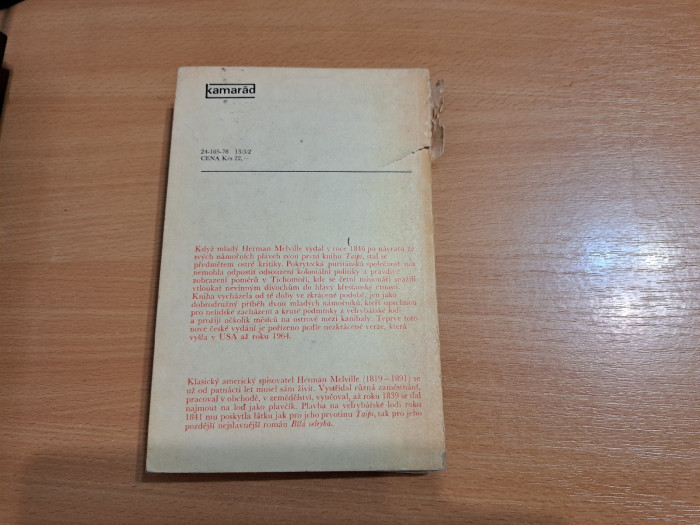 kamarád
24-105-78 13/3/2
CENA Kčs 22,—
Když mladý Herman Melville vydal v roce 1846 po návratu ze
svých námořních plaveb svou první knihu Taipi, stal se
předmětem ostré kritiky. Pokrytecká puritánská společnost mu
nemohla odpustit odsouzení koloniální politiky a pravdivé
zobrazení poměrů v Tichomoří, kde se četní misionáři snažili
vtloukat nevinným divochům do hlavy křesťanské ctnosti.
Kniha vycházela od té doby ve zkrácené podobě, jen jako
dobrodružný příběh dvou mladých námořníků, kteří uprchnou
pro nelidské zacházení a kruté podmínky z velrybářské lodi
a prožijí několik měsíců na ostrově mezi kanibaly. Teprve toto
nové české vydání je pořízeno podle nezkrácené verze, která
vyšla v USA až roku 1964.
Klasický americký spisovatel Herman Melville (1819—1891) se
už od patnácti let musel sám živit. Vystřídal různá zaměstnání,
pracoval v obchodě, v zemědělství, vyučoval, až roku 1839 se dal
najmout na loď jako plavčík. Plavba na velrybářské lodi roku
1841 mu poskytla látku jak pro jeho prvotinu Taipi, tak pro jeho
pozdější nejslavnější román Bílá velryba.